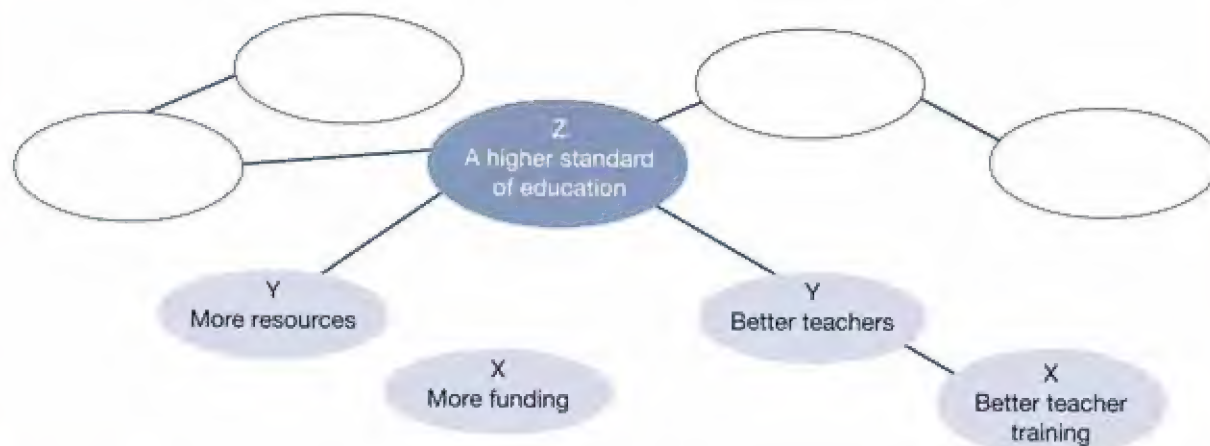 Z
A higher standard
of education
Y
More resources
X
More funding
Y
Better teachers
X
Better teacher
training